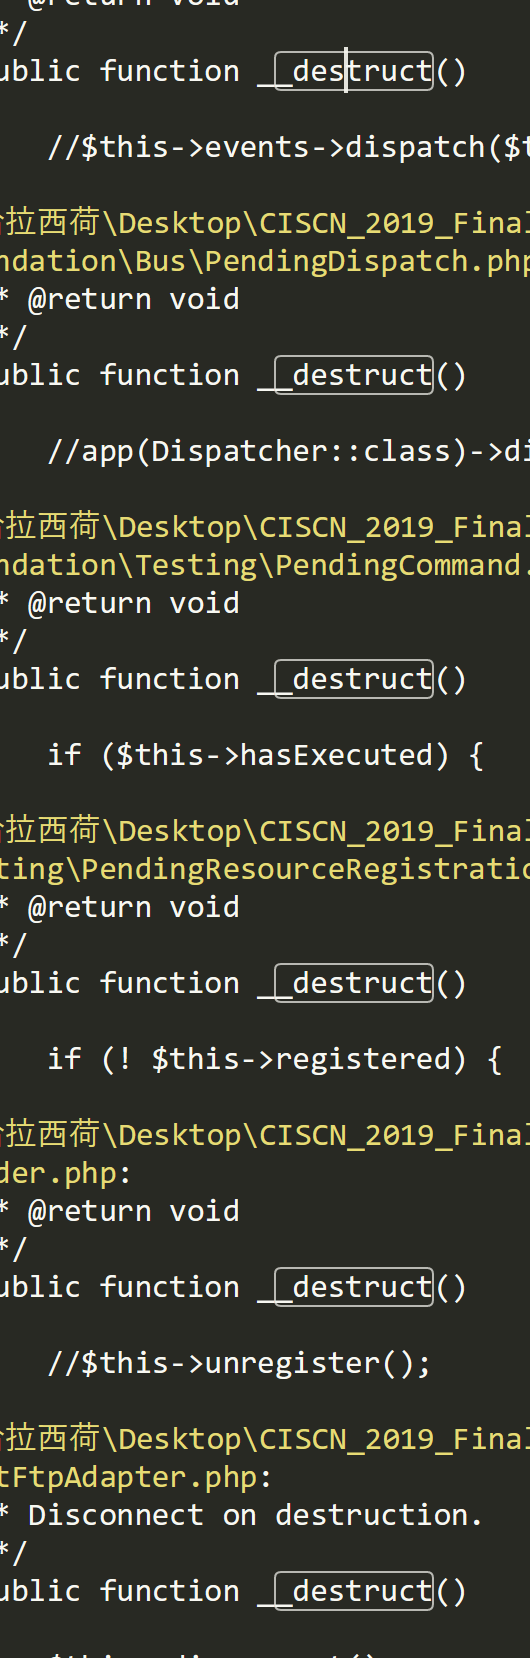 @return void
*/
ublic function __destruct()
//$this->events->dispatch($t
拉西荷\Desktop\CISCN_2019_Final
ndation\Bus\PendingDispatch.php
* @return void
*/
ublic function __destruct()
//app(Dispatcher::class)->di
拉西荷\Desktop\CISCN_2019_Final
ndation\Testing\PendingCommand.
* @return void
*/
ublic function __destruct()
if ($this->hasExecuted) {
拉西荷\Desktop\CISCN_2019_Final
ting\PendingResourceRegistratio
* @return void
*/
ublic function __destruct()
if (! $this->registered) {
拉西荷\Desktop\CISCN_2019_Final
der.php:
* @return void
*/
ublic function __destruct()
//$this->unregister();
拉西荷\Desktop\CISCN_2019_Final
tFtpAdapter.php:
* Disconnect on destruction.
*/
ublic function __destruct()